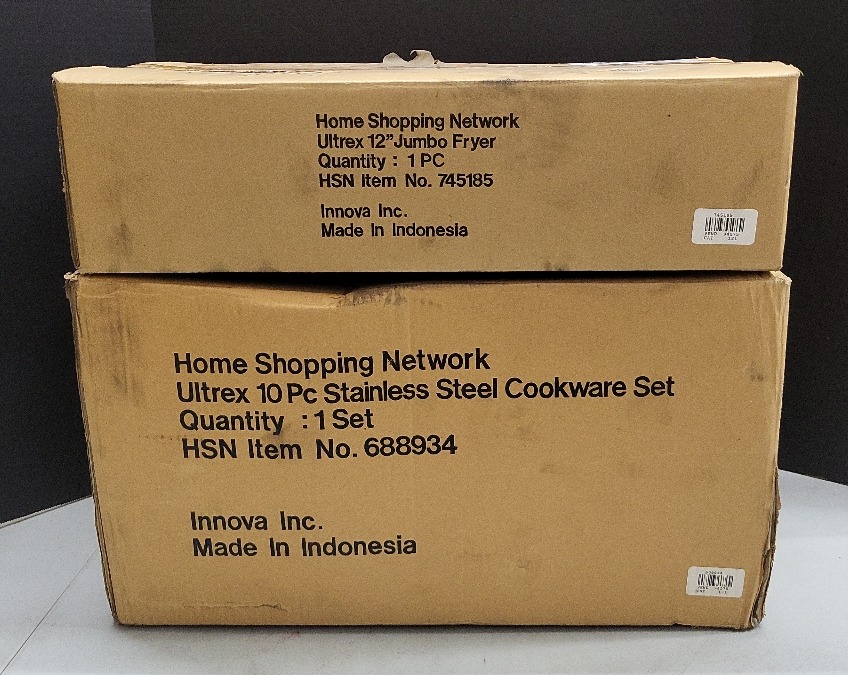 Home Shopping Network
Ultrex 12" Jumbo Fryer
Quantity : 1 PC
HSN Item No. 745185
Innova Inc.
Made In Indonesia
745185
Home Shopping Network
Ultrex 10 Pc Stainless Steel Cookware Set
Quantity : 1 Set
HSN Item No. 688934
Innova Inc.
Made In Indonesia